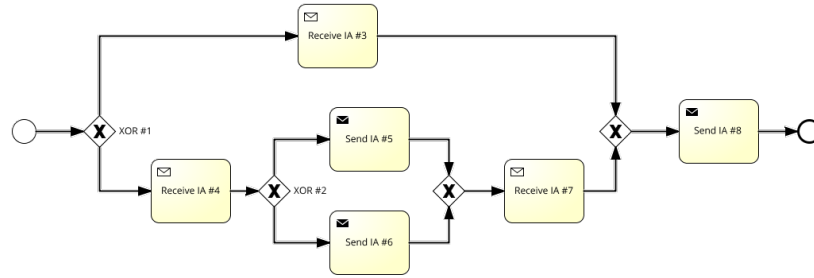 Receive IA #3
XOR #1
Send IA #5
Send IA #8
Receive IA #4
XOR #2
Receive IA #7
Send IA #6